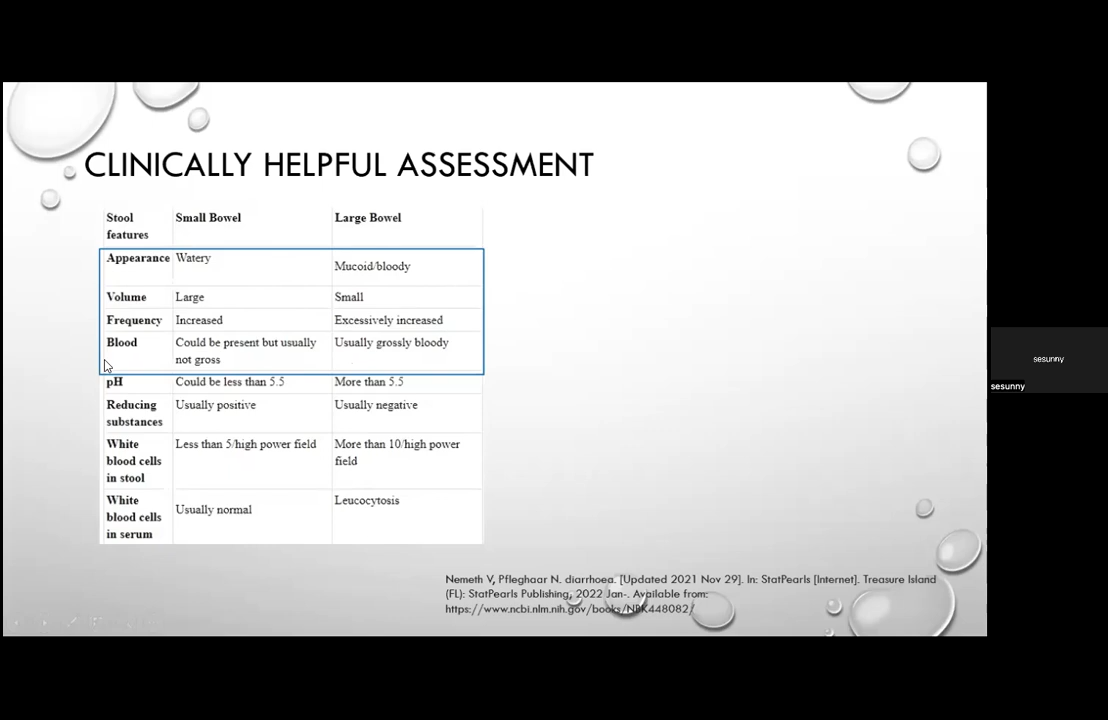 CLINICALLY HELPFUL ASSESSMENT
Stool features Small Bowel Large Bowel
Appearance Watery Mucoid/bloody
Volume Large Small
Frequency Increased Excessively increased
Blood Could be present but usually not gross Usually grossly bloody
pH Could be less than 5.5 More than 5.5
Reducing substances Usually positive Usually negative
White blood cells in stool Less than 5/high power field More than 10/high power field
White blood cells in serum Usually normal Leucocytosis
Nemeth V, Pfleghaar N. diarrhoea. [Updated 2021 Nov 29]. In: StatPearls [Internet]. Treasure Island
(FL): StatPearls Publishing, 2022 Jan-. Available from:
https://www.ncbi.nlm.nih.gov/books/NBK448082/
sesunny
sesunny